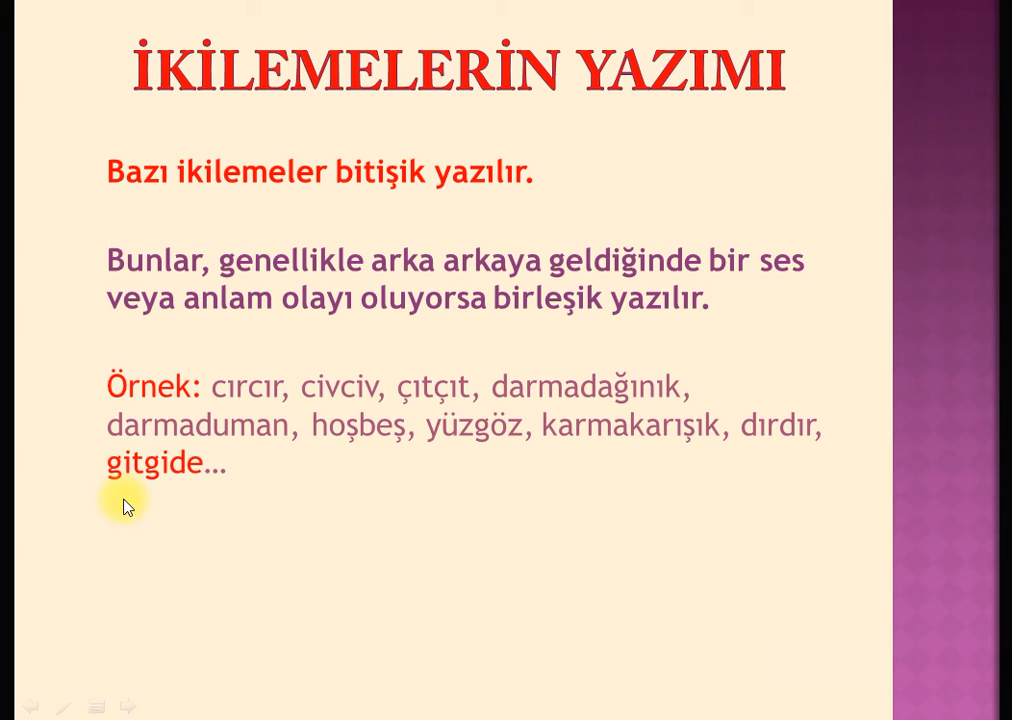 İKİLEMELERİN YAZIMI
Bazı ikilemeler bitişik yazılır.
Bunlar, genellikle arka arkaya geldiğinde bir ses
veya anlam olayı oluyorsa birleşik yazılır.
Örnek: cırcır, civciv, çıtçıt, darmadağınık,
darmaduman, hoşbeş, yüzgöz, karmakarışık, dırdır,
gitgide...